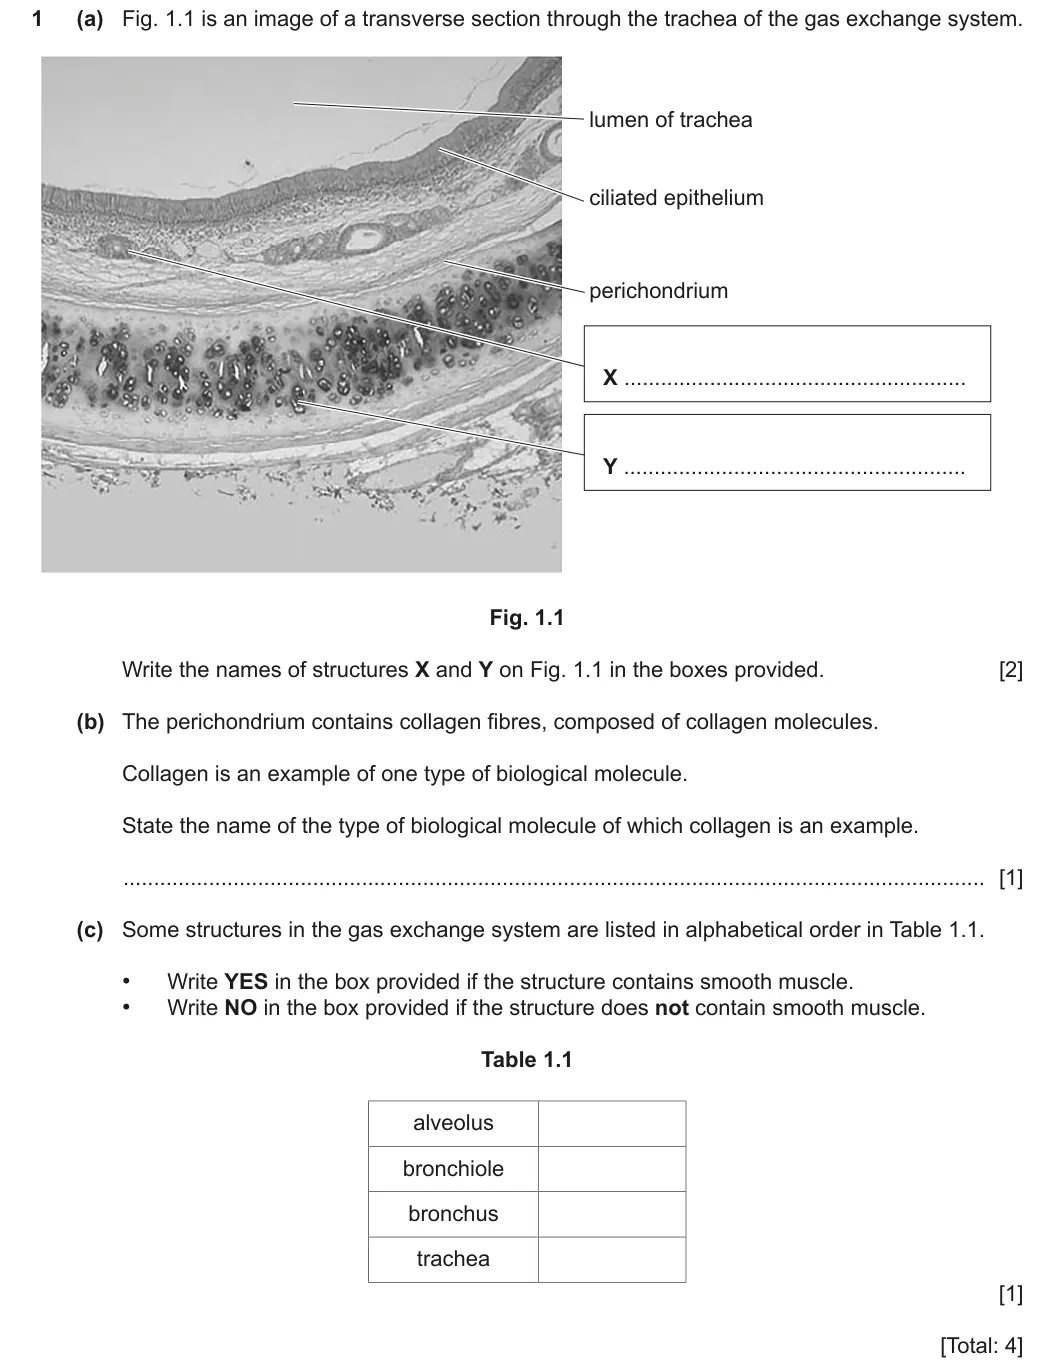 1 (a) Fig. 1.1 is an image of a transverse section through the trachea of the gas exchange system.
lumen of trachea
ciliated epithelium
perichondrium
X ........................................................
Y ........................................................
Fig. 1.1
Write the names of structures X and Y on Fig. 1.1 in the boxes provided. [2]
(b) The perichondrium contains collagen fibres, composed of collagen molecules.
Collagen is an example of one type of biological molecule.
State the name of the type of biological molecule of which collagen is an example.
............................................................................................................................................. [1]
(c) Some structures in the gas exchange system are listed in alphabetical order in Table 1.1.
• Write YES in the box provided if the structure contains smooth muscle.
• Write NO in the box provided if the structure does not contain smooth muscle.
Table 1.1
alveolus
bronchiole
bronchus
trachea
[1]
[Total: 4]